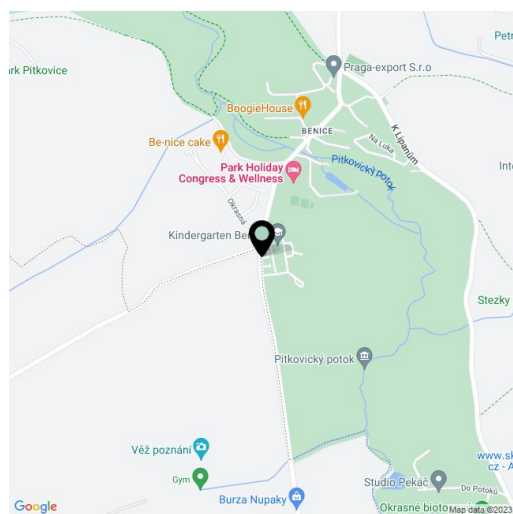 Petr
ark Pitkovice
Praga-export S.r.o
BoogieHouse
BENICE
Be-nice cake
Na Luka
K Lipanům
Park Holiday
Congress & Wellness
Pitkovický Potok
Inte
Okrasná
Kindergarten Ben
Stezky
Pitkovický potok
Věž poznání
www.sk
cz - A
Gym
Studio Pekáč
Do Potoků
Burza Nupaky
Okrasné bioto
Google
Map data ©2023